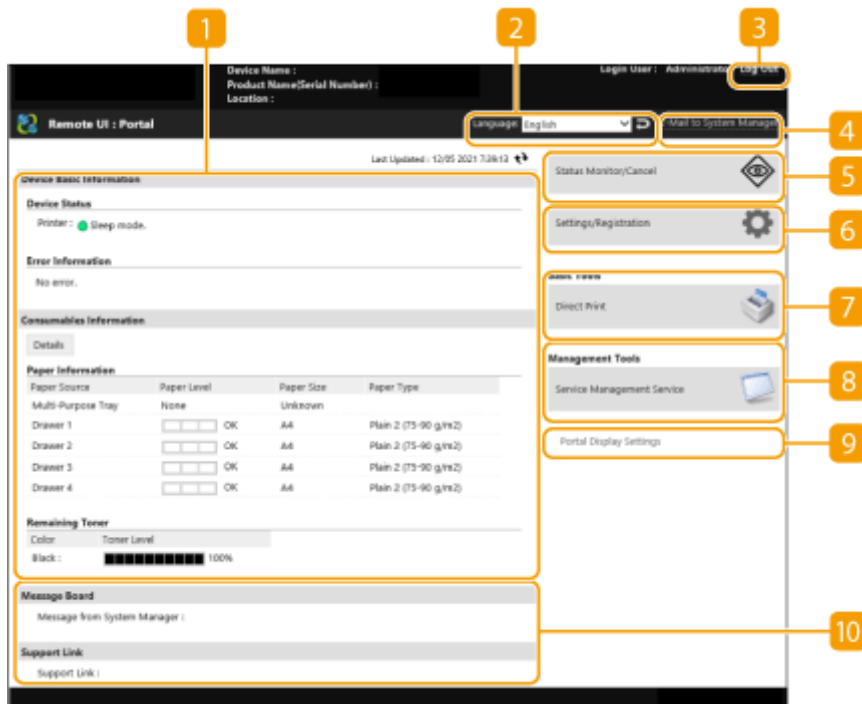 1
2
3
Device Name :
Product Name(Serial Number) :
Location :
Login User : Administrator Log Out
Remote UI : Portal
Language: English
-Mail to System Manager
4
Last Updated : 12/05 2021 7:39:13
Device Basic Information
Device Status
Printer : Sleep mode.
Error Information
No error.
Consumables Information
Details
Paper Information
Paper Source Paper Level Paper Size Paper Type
Multi-Purpose Tray None Unknown
Drawer 1 OK A4 Plain 2 (75-90 g/m2)
Drawer 2 OK A4 Plain 2 (75-90 g/m2)
Drawer 3 OK A4 Plain 2 (75-90 g/m2)
Drawer 4 OK A4 Plain 2 (75-90 g/m2)
Remaining Toner
Color Toner Level
Black : 100%
Message Board
Message from System Manager :
Support Link
Support Link :
Status Monitor/Cancel
5
Settings/Registration
6
Basic Tools
Direct Print
7
Management Tools
Service Management Service
8
Portal Display Settings
9
10